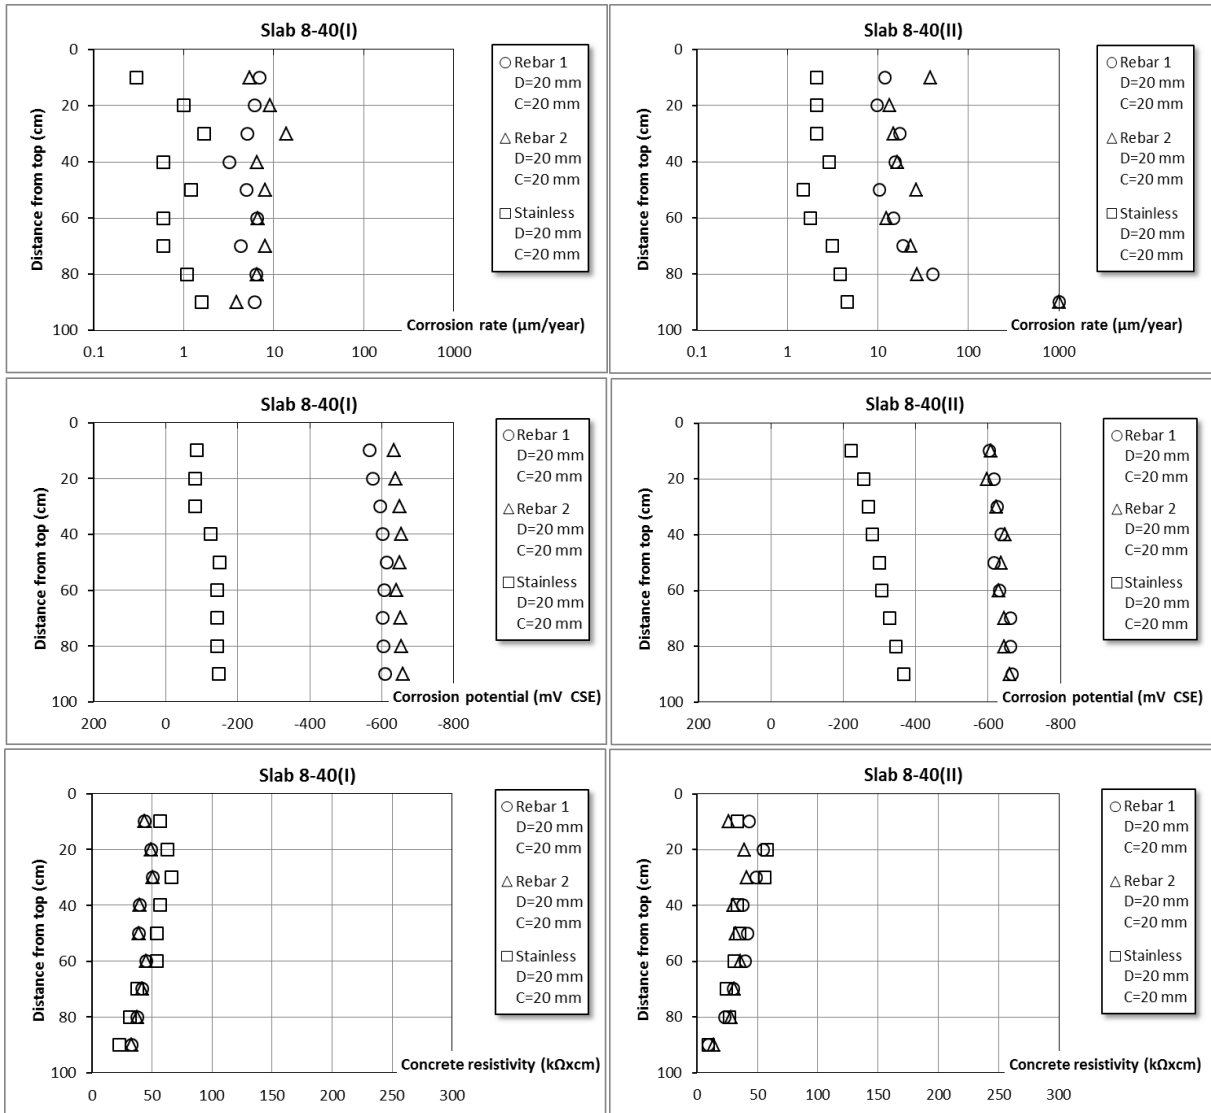 Slab 8-40(I)
0
20
40
60
80
100
Distance from top (cm)
0.1
1
10
100
1000
Corrosion rate (µm/year)
Rebar 1
D=20 mm
C=20 mm
Rebar 2
D=20 mm
C=20 mm
Stainless
D=20 mm
C=20 mm
Slab 8-40(II)
0
20
40
60
80
100
Distance from top (cm)
0.1
1
10
100
1000
Corrosion rate (µm/year)
Rebar 1
D=20 mm
C=20 mm
Rebar 2
D=20 mm
C=20 mm
Stainless
D=20 mm
C=20 mm
Slab 8-40(I)
0
20
40
60
80
100
Distance from top (cm)
200
0
-200
-400
-600
-800
Corrosion potential (mV CSE)
Rebar 1
D=20 mm
C=20 mm
Rebar 2
D=20 mm
C=20 mm
Stainless
D=20 mm
C=20 mm
Slab 8-40(II)
0
20
40
60
80
100
Distance from top (cm)
200
0
-200
-400
-600
-800
Corrosion potential (mV CSE)
Rebar 1
D=20 mm
C=20 mm
Rebar 2
D=20 mm
C=20 mm
Stainless
D=20 mm
C=20 mm
Slab 8-40(I)
0
20
40
60
80
100
Distance from top (cm)
0
50
100
150
200
250
300
Concrete resistivity (kΩxcm)
Rebar 1
D=20 mm
C=20 mm
Rebar 2
D=20 mm
C=20 mm
Stainless
D=20 mm
C=20 mm
Slab 8-40(II)
0
20
40
60
80
100
Distance from top (cm)
0
50
100
150
200
250
300
Concrete resistivity (kΩxcm)
Rebar 1
D=20 mm
C=20 mm
Rebar 2
D=20 mm
C=20 mm
Stainless
D=20 mm
C=20 mm